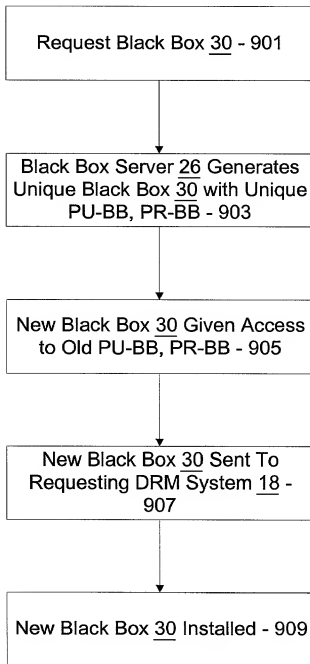 Request Black Box 30 - 901
Black Box Server 26 Generates
Unique Black Box 30 with Unique
PU-BB, PR-BB - 903
New Black Box 30 Given Access
to Old PU-BB, PR-BB - 905
New Black Box 30 Sent To
Requesting DRM System 18 -
907
New Black Box 30 Installed - 909